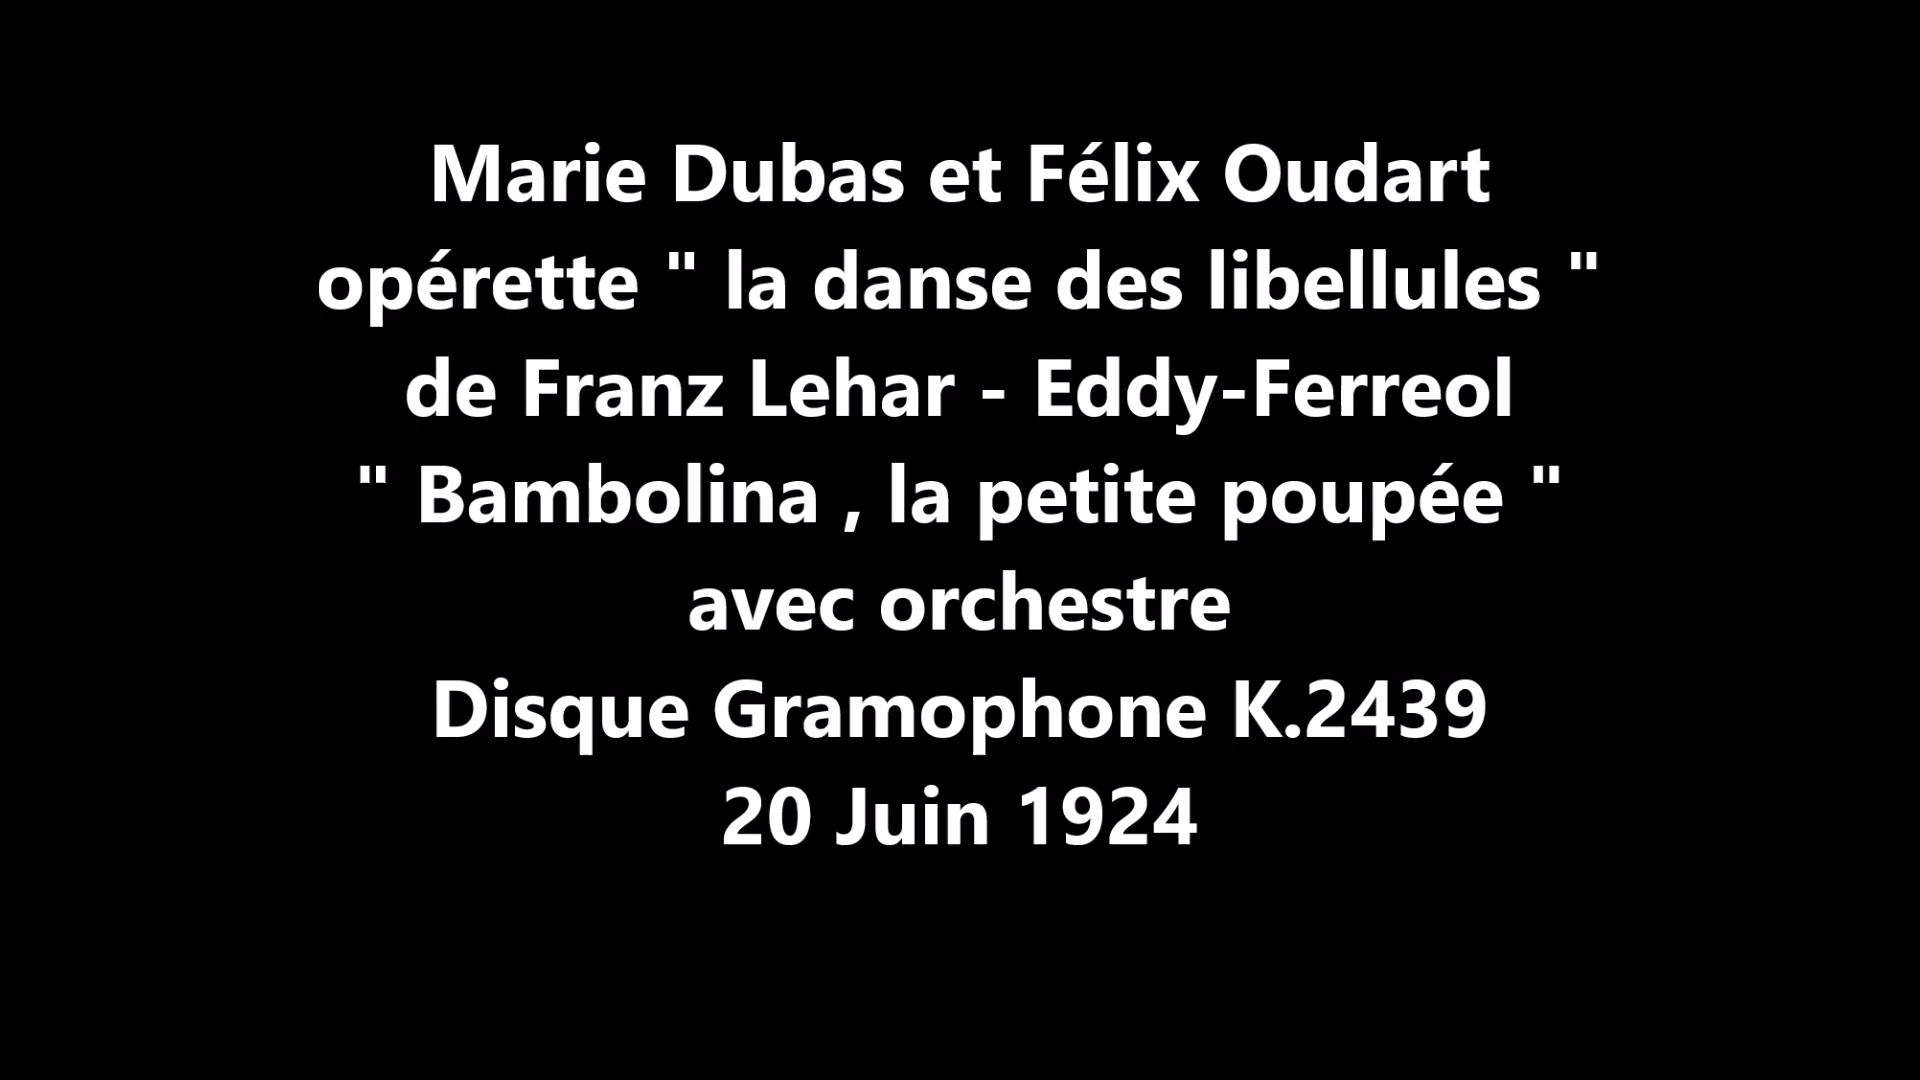 Marie Dubas et Félix Oudart
opérette " la danse des libellules "
de Franz Lehar - Eddy-Ferreol
" Bambolina , la petite poupée "
avec orchestre
Disque Gramophone K.2439
20 Juin 1924